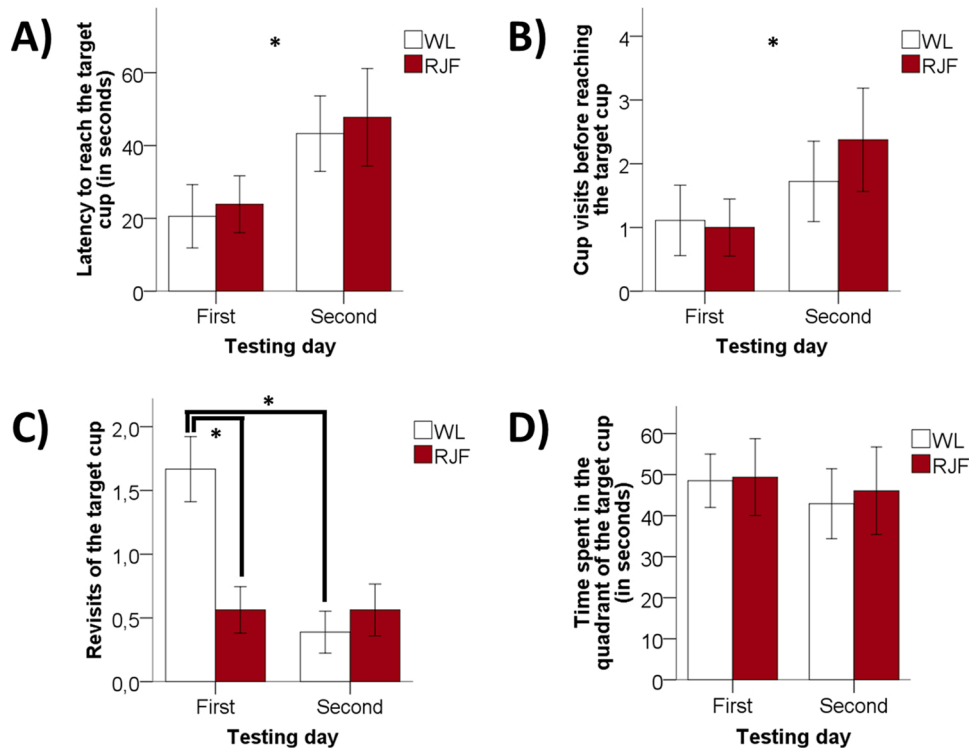 A)
Latency to reach the target
cup (in seconds)
60
40
20
0
*
WL
RJF
First
Second
Testing day
B)
Cup visits before reaching
the target cup
4
3
2
1
0
*
WL
RJF
First
Second
Testing day
C)
Revisits of the target cup
2,0
1,5
1,0
0,5
0,0
*
*
WL
RJF
First
Second
Testing day
D)
Time spent in the
quadrant of the target cup
(in seconds)
60
50
40
30
20
10
0
WL
RJF
First
Second
Testing day